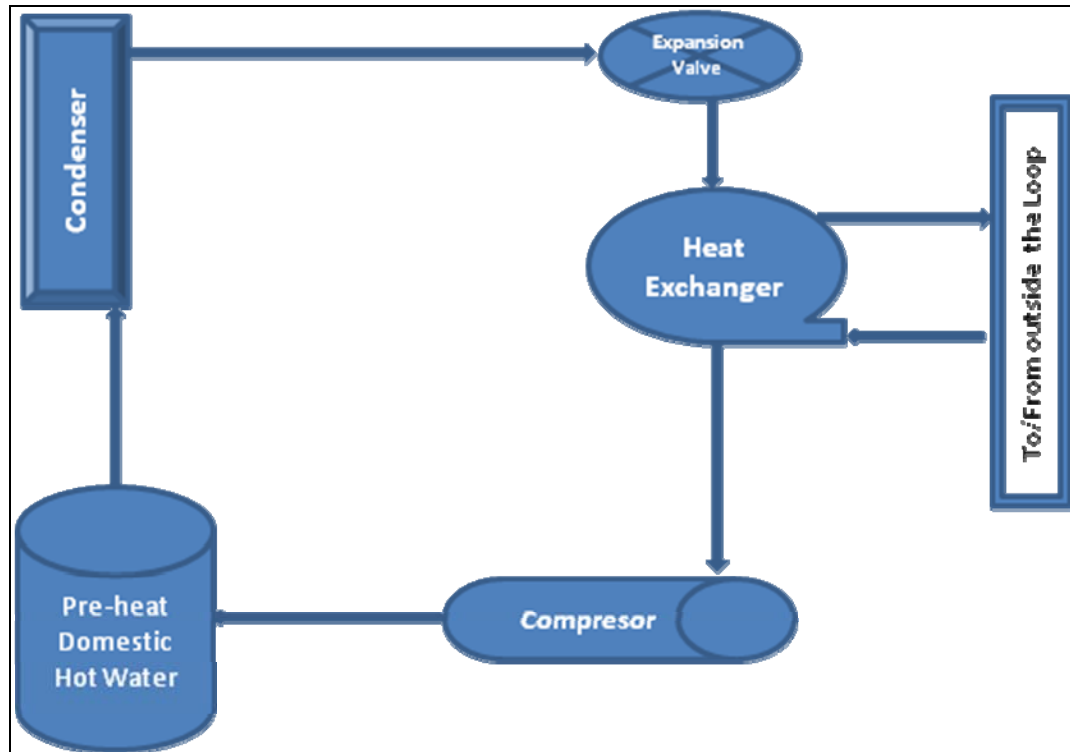 Expansion
Valve
Condenser
Heat
Exchanger
To/From outside the Loop
Pre-heat
Domestic
Hot Water
Compresor